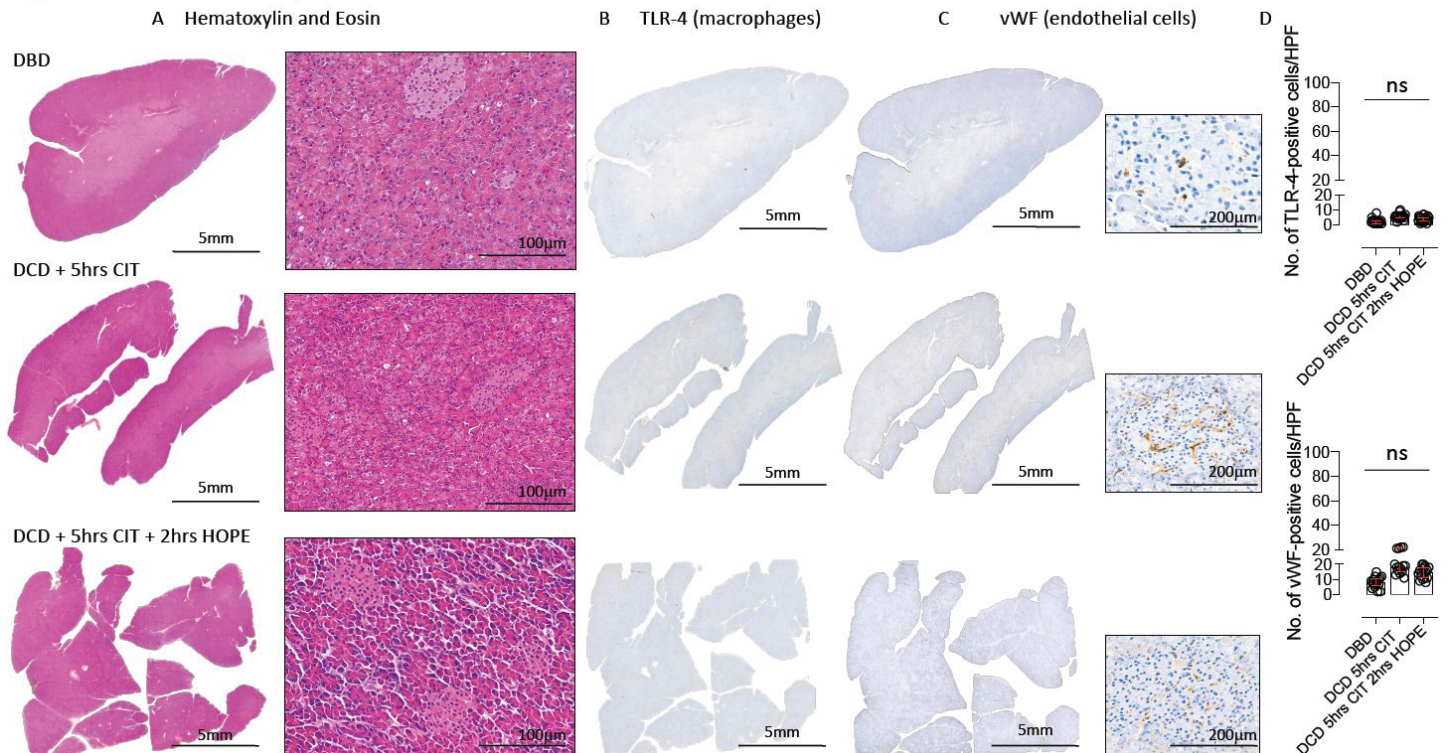 A Hematoxylin and Eosin
B TLR-4 (macrophages)
C vWF (endothelial cells)
D
DBD
5mm
100µm
5mm
5mm
200µm
DCD + 5hrs CIT
5mm
100µm
5mm
5mm
200µm
DCD + 5hrs CIT + 2hrs HOPE
5mm
100µm
5mm
5mm
200µm
No. of TLR-4-positive cells/HPF
100
80
60
40
20
20
10
0
ns
DBD
DCD 5hrs CIT
DCD 5hrs CIT 2hrs HOPE
No. of vWF-positive cells/HPF
100
80
60
40
20
20
10
0
ns
DBD
DCD 5hrs CIT
DCD 5hrs CIT 2hrs HOPE